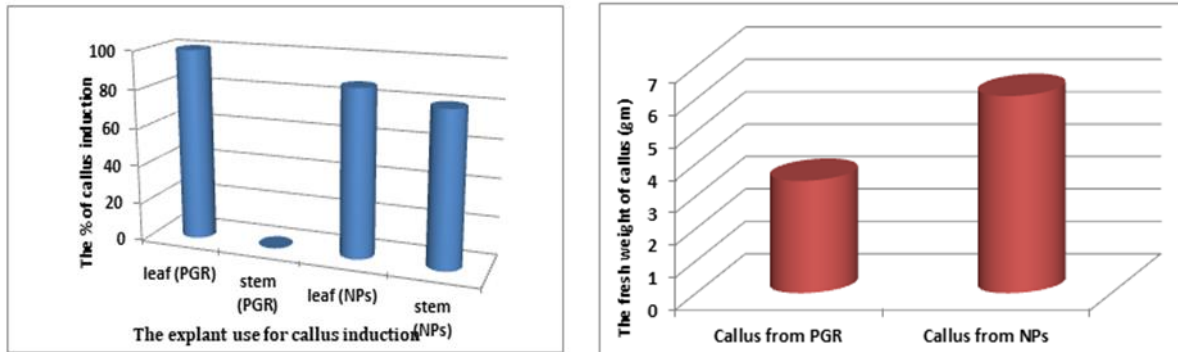 The % of callus induction
100
80
60
40
20
0
leaf (PGR)
stem
(PGR)
leaf (NPs)
stem
(NPs)
The explant use for callus induction
The fresh weight of callus (gm)
7
6
5
4
3
2
1
0
Callus from PGR
Callus from NPs